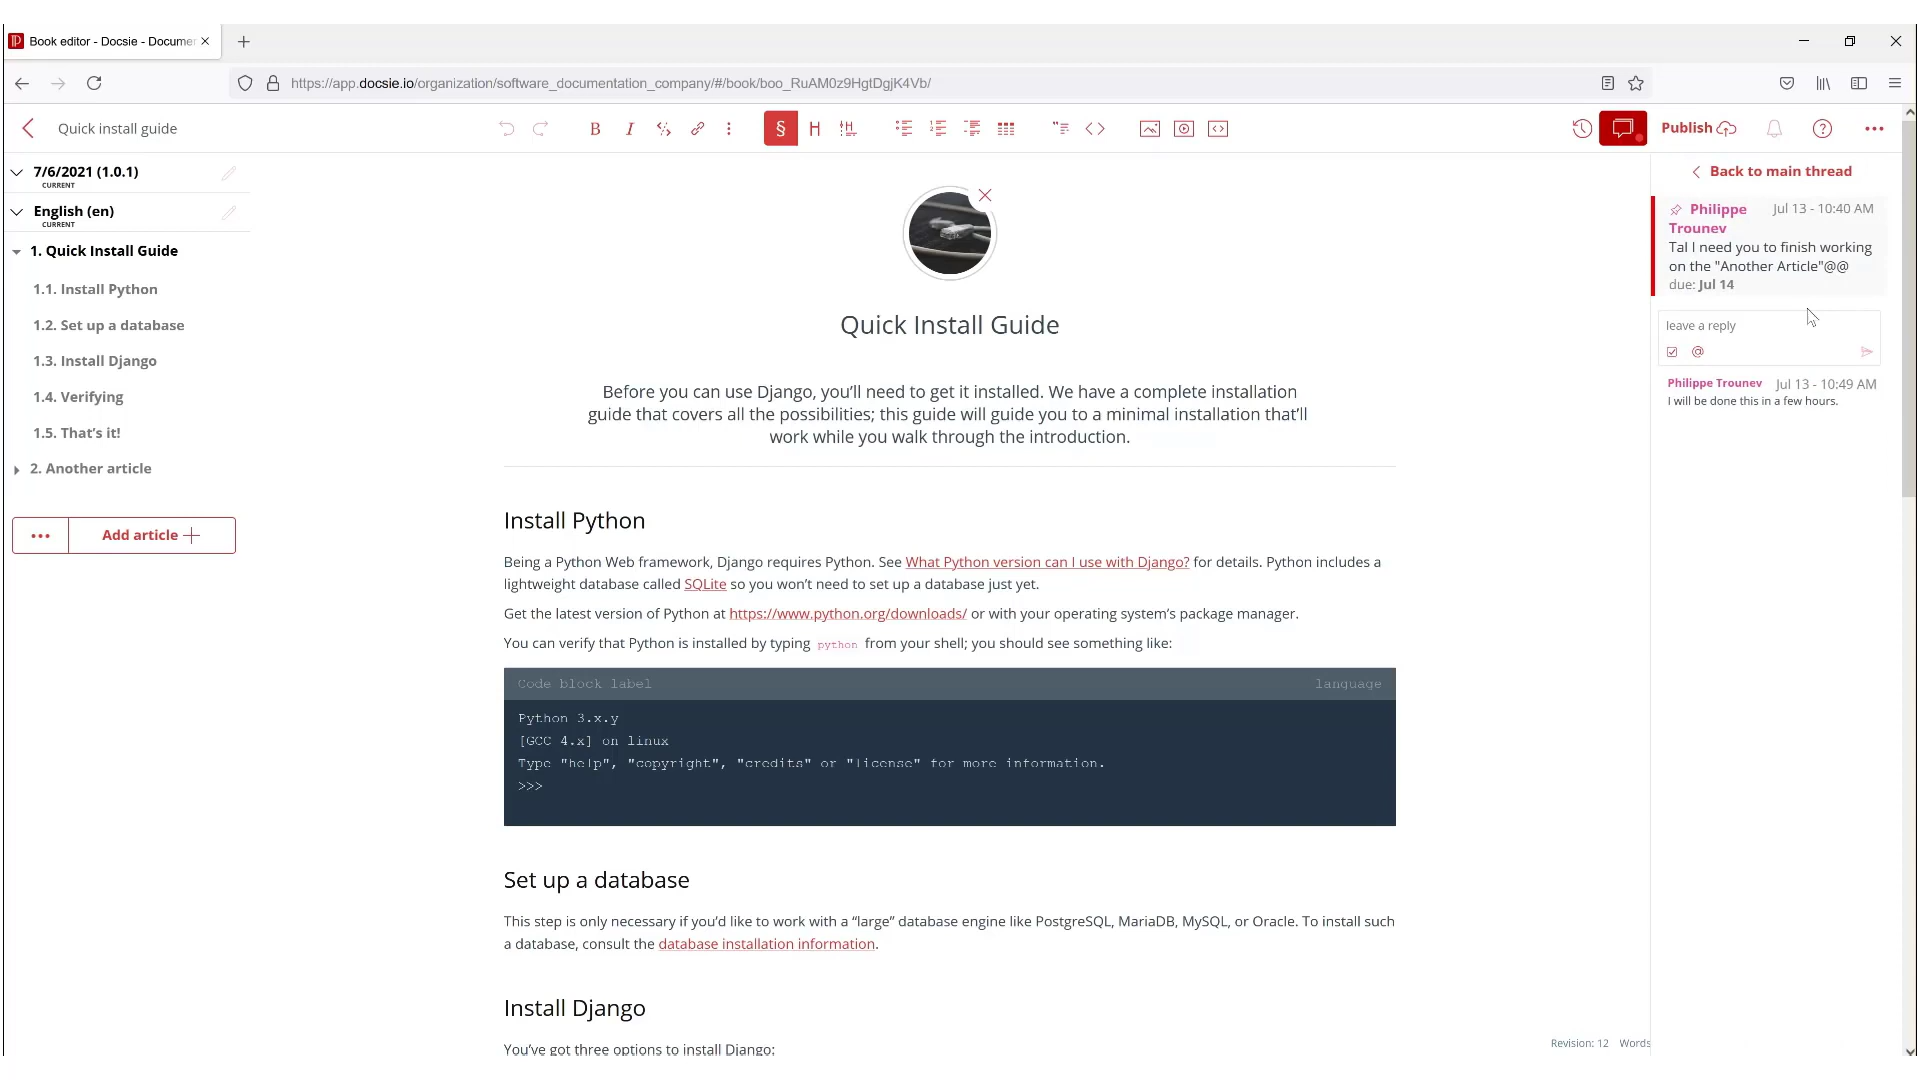 Book editor - Docsie - Documen
https://app.docsie.io/organization/software_documentation_company/#/book/boo_RuAM0z9HgtDgjK4Vb/
Quick install guide
B I
§ H
Publish
7/6/2021 (1.0.1)
CURRENT
English (en)
CURRENT
1. Quick Install Guide
1.1. Install Python
1.2. Set up a database
1.3. Install Django
1.4. Verifying
1.5. That’s it!
2. Another article
Add article
Quick Install Guide
Before you can use Django, you’ll need to get it installed. We have a complete installation
guide that covers all the possibilities; this guide will guide you to a minimal installation that’ll
work while you walk through the introduction.
Install Python
Being a Python Web framework, Django requires Python. See What Python version can I use with Django? for details. Python includes a
lightweight database called SQLite so you won’t need to set up a database just yet.
Get the latest version of Python at https://www.python.org/downloads/ or with your operating system’s package manager.
You can verify that Python is installed by typing python from your shell; you should see something like:
Code block label language
Python 3.x.y
[GCC 4.x] on linux
Type "help", "copyright", "credits" or "license" for more information.
>>>
Set up a database
This step is only necessary if you’d like to work with a “large” database engine like PostgreSQL, MariaDB, MySQL, or Oracle. To install such
a database, consult the database installation information.
Install Django
You’ve got three options to install Django:
Back to main thread
Philippe Jul 13 - 10:40 AM
Trounev
Tal I need you to finish working
on the "Another Article"@@
due: Jul 14
leave a reply
@
Philippe Trounev Jul 13 - 10:49 AM
I will be done this in a few hours.
Revision: 12 Words